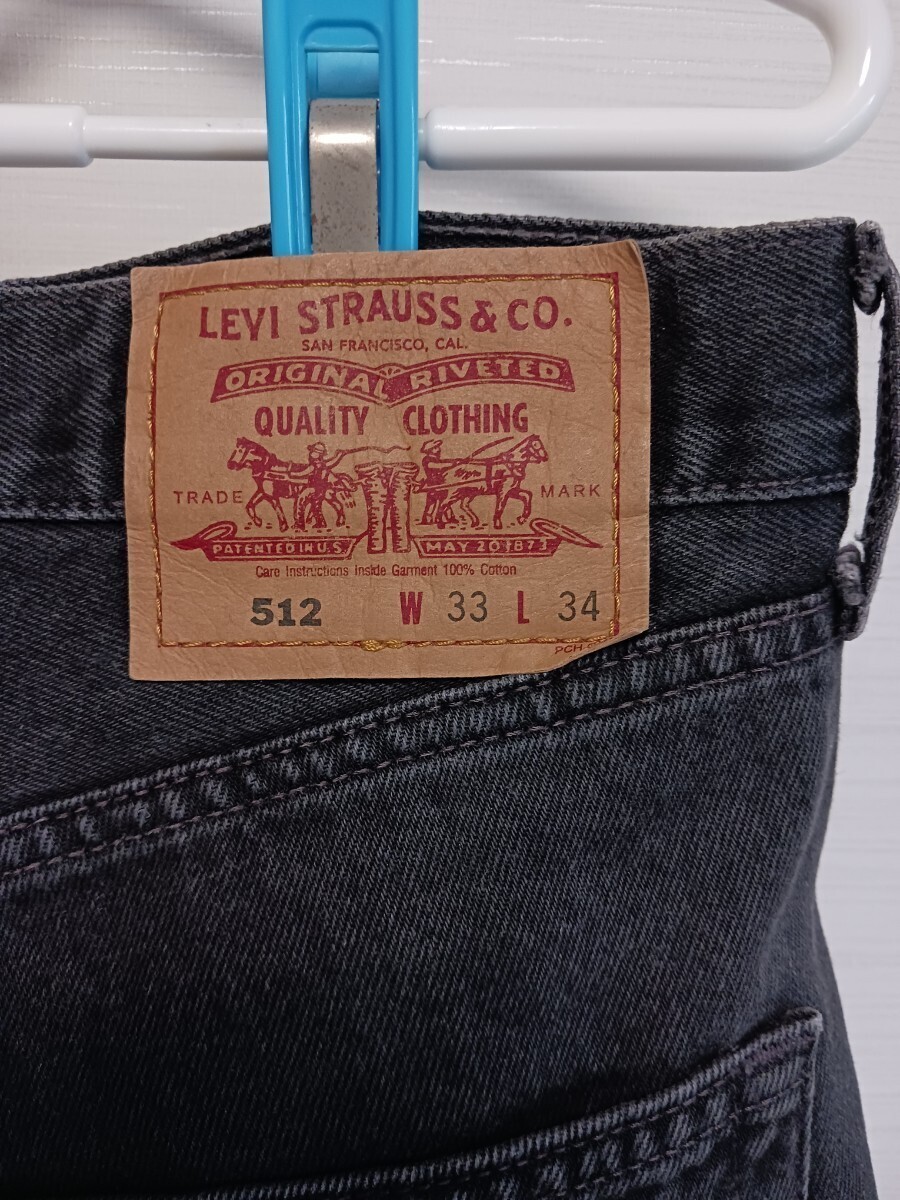 LEVI STRAUSS & CO.
SAN FRANCISCO, CAL.
ORIGINAL RIVETED
QUALITY CLOTHING
TRADE MARK
PATENTED IN U.S. MAY 20 1873
Care Instructions Inside Garment 100% Cotton
512 W 33 L 34